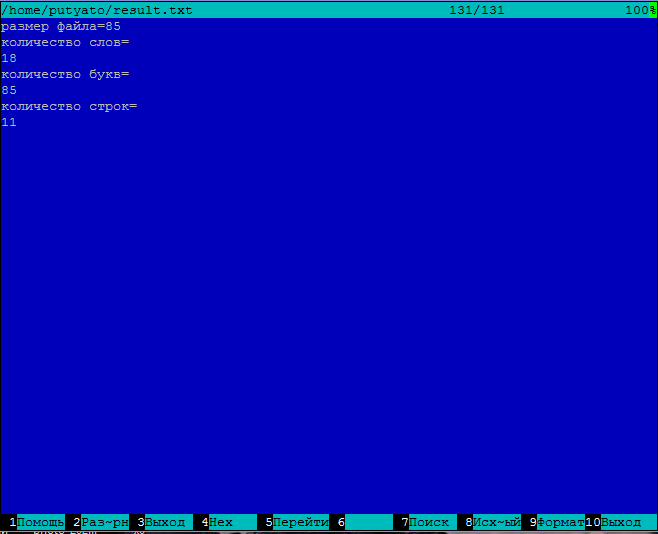 /home/putyato/result.txt 131/131 100%
размер файла=85
количество слов=
18
количество букв=
85
количество строк=
11
1Помощь 2Раз~рн 3Выход 4Hex 5Перейти 6 7Поиск 8Исх~ый 9Формат 10Выход